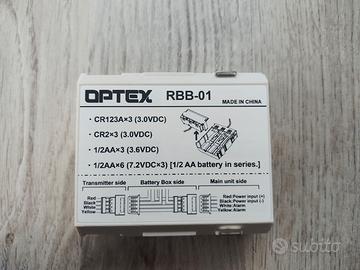 OPTEX RBB-01
MADE IN CHINA
・CR123A×3 (3.0VDC)
・CR2×3 (3.0VDC)
・1/2AA×3 (3.6VDC)
・1/2AA×6 (7.2VDC×3) [1/2 AA battery in series.]
Transmitter side Battery Box side Main unit side
Red Red:Power input (+)
Black Black:Power input (-)
White White:Alarm
Yellow Yellow:Alarm
subito